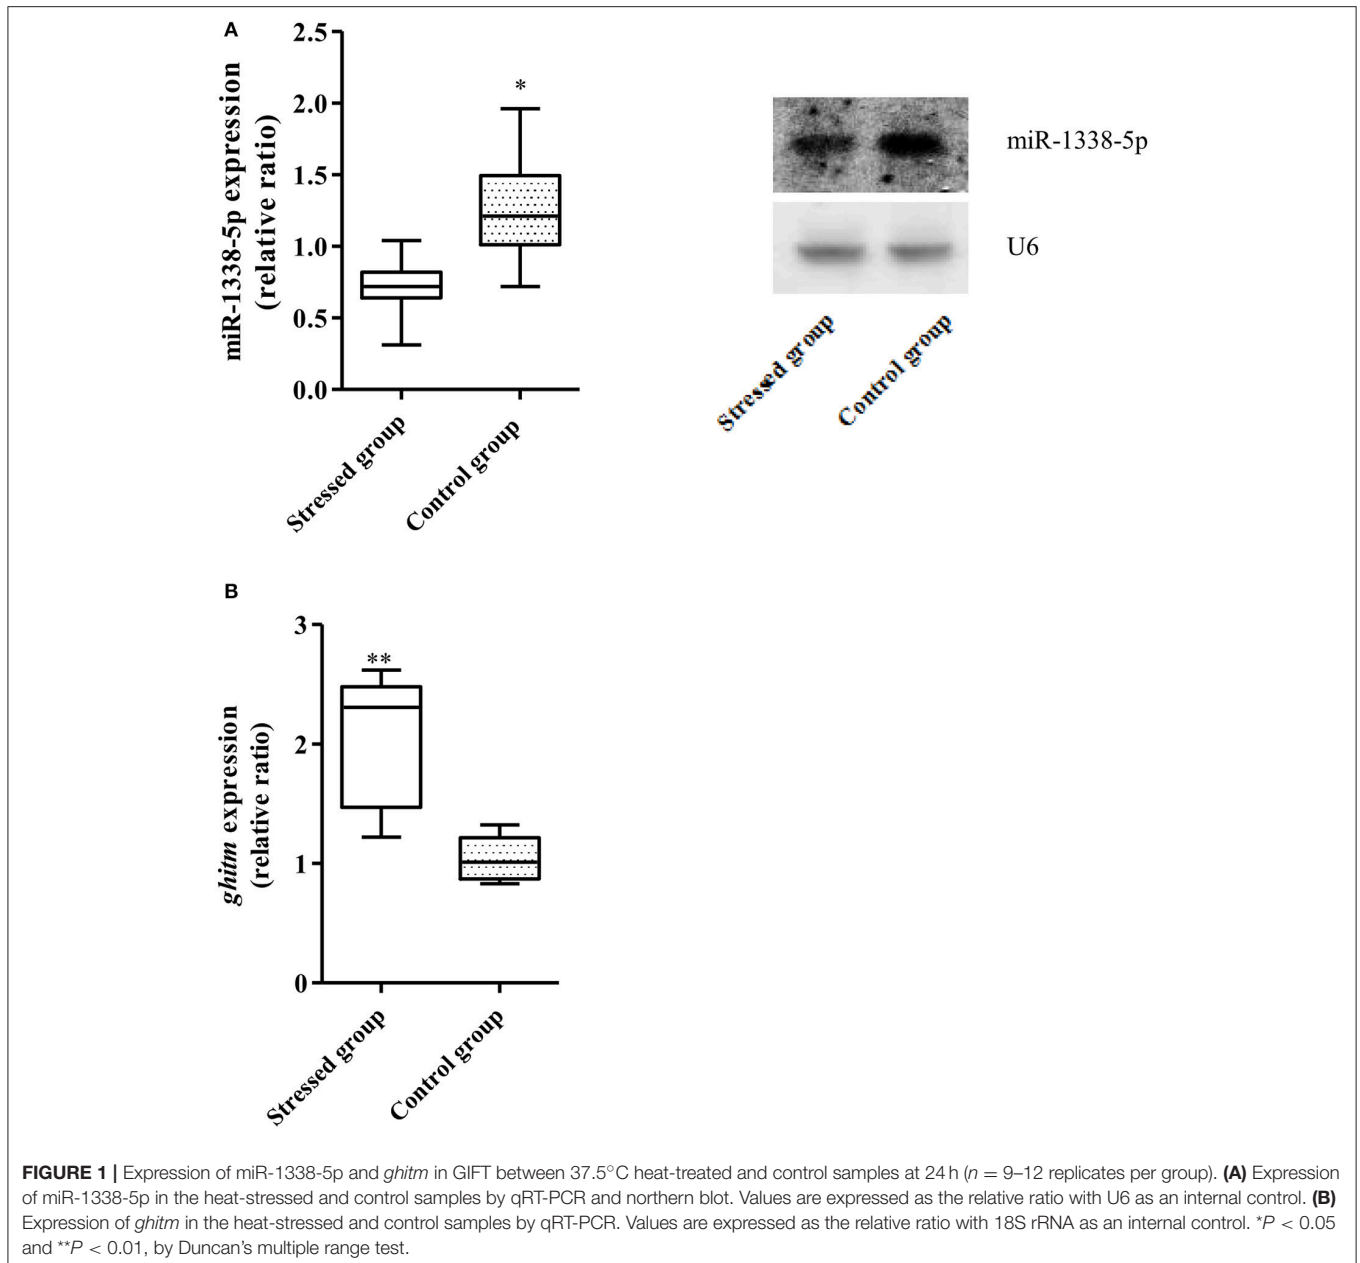 A
2.5
2.0
1.5
1.0
0.5
0.0
miR-1338-5p expression
(relative ratio)
*
Stressed group
Control group
miR-1338-5p
U6
Stressed group
Control group
B
3
2
1
0
ghitm expression
(relative ratio)
**
Stressed group
Control group
FIGURE 1 | Expression of miR-1338-5p and ghitm in GIFT between 37.5°C heat-treated and control samples at 24 h (n = 9–12 replicates per group). (A) Expression
of miR-1338-5p in the heat-stressed and control samples by qRT-PCR and northern blot. Values are expressed as the relative ratio with U6 as an internal control. (B)
Expression of ghitm in the heat-stressed and control samples by qRT-PCR. Values are expressed as the relative ratio with 18S rRNA as an internal control. *P < 0.05
and **P < 0.01, by Duncan's multiple range test.